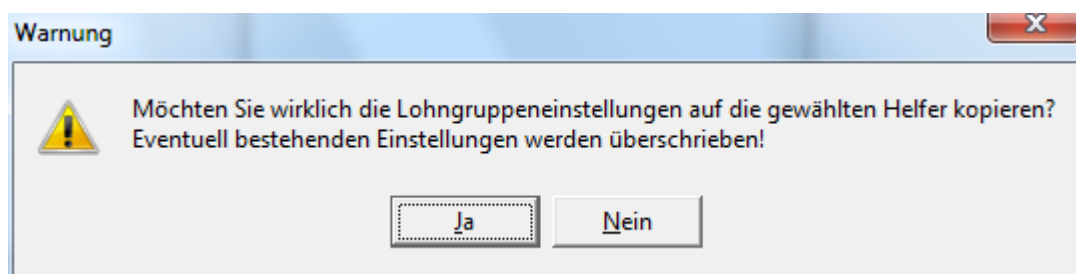 Warnung
Möchten Sie wirklich die Lohngruppeneinstellungen auf die gewählten Helfer kopieren?
Eventuell bestehenden Einstellungen werden überschrieben!
Ja
Nein